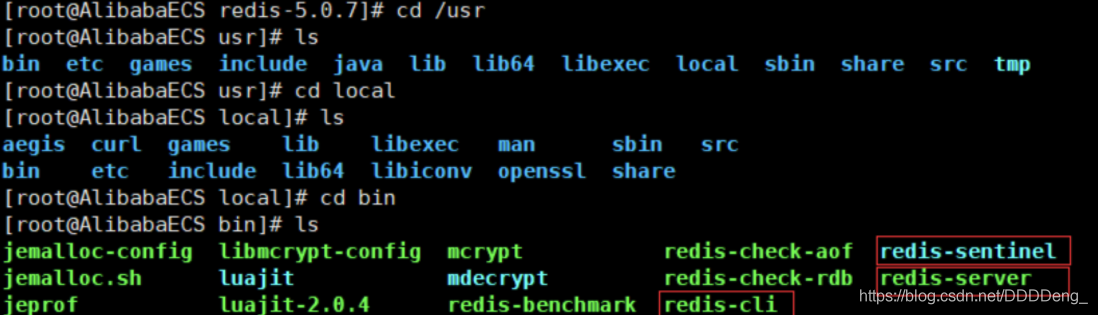 [root@AlibabaECS redis-5.0.7]# cd /usr
[root@AlibabaECS usr]# ls
bin etc games include java lib lib64 libexec local sbin share src tmp
[root@AlibabaECS usr]# cd local
[root@AlibabaECS local]# ls
aegis curl games lib libexec man sbin src
bin etc include lib64 libiconv openssl share
[root@AlibabaECS local]# cd bin
[root@AlibabaECS bin]# ls
jemalloc-config libmcrypt-config mcrypt redis-check-aof redis-sentinel
jemalloc.sh luajit mdecrypt redis-check-rdb redis-server
jeprof luajit-2.0.4 redis-benchmark redis-cli
https://blog.csdn.net/DDDDeng_